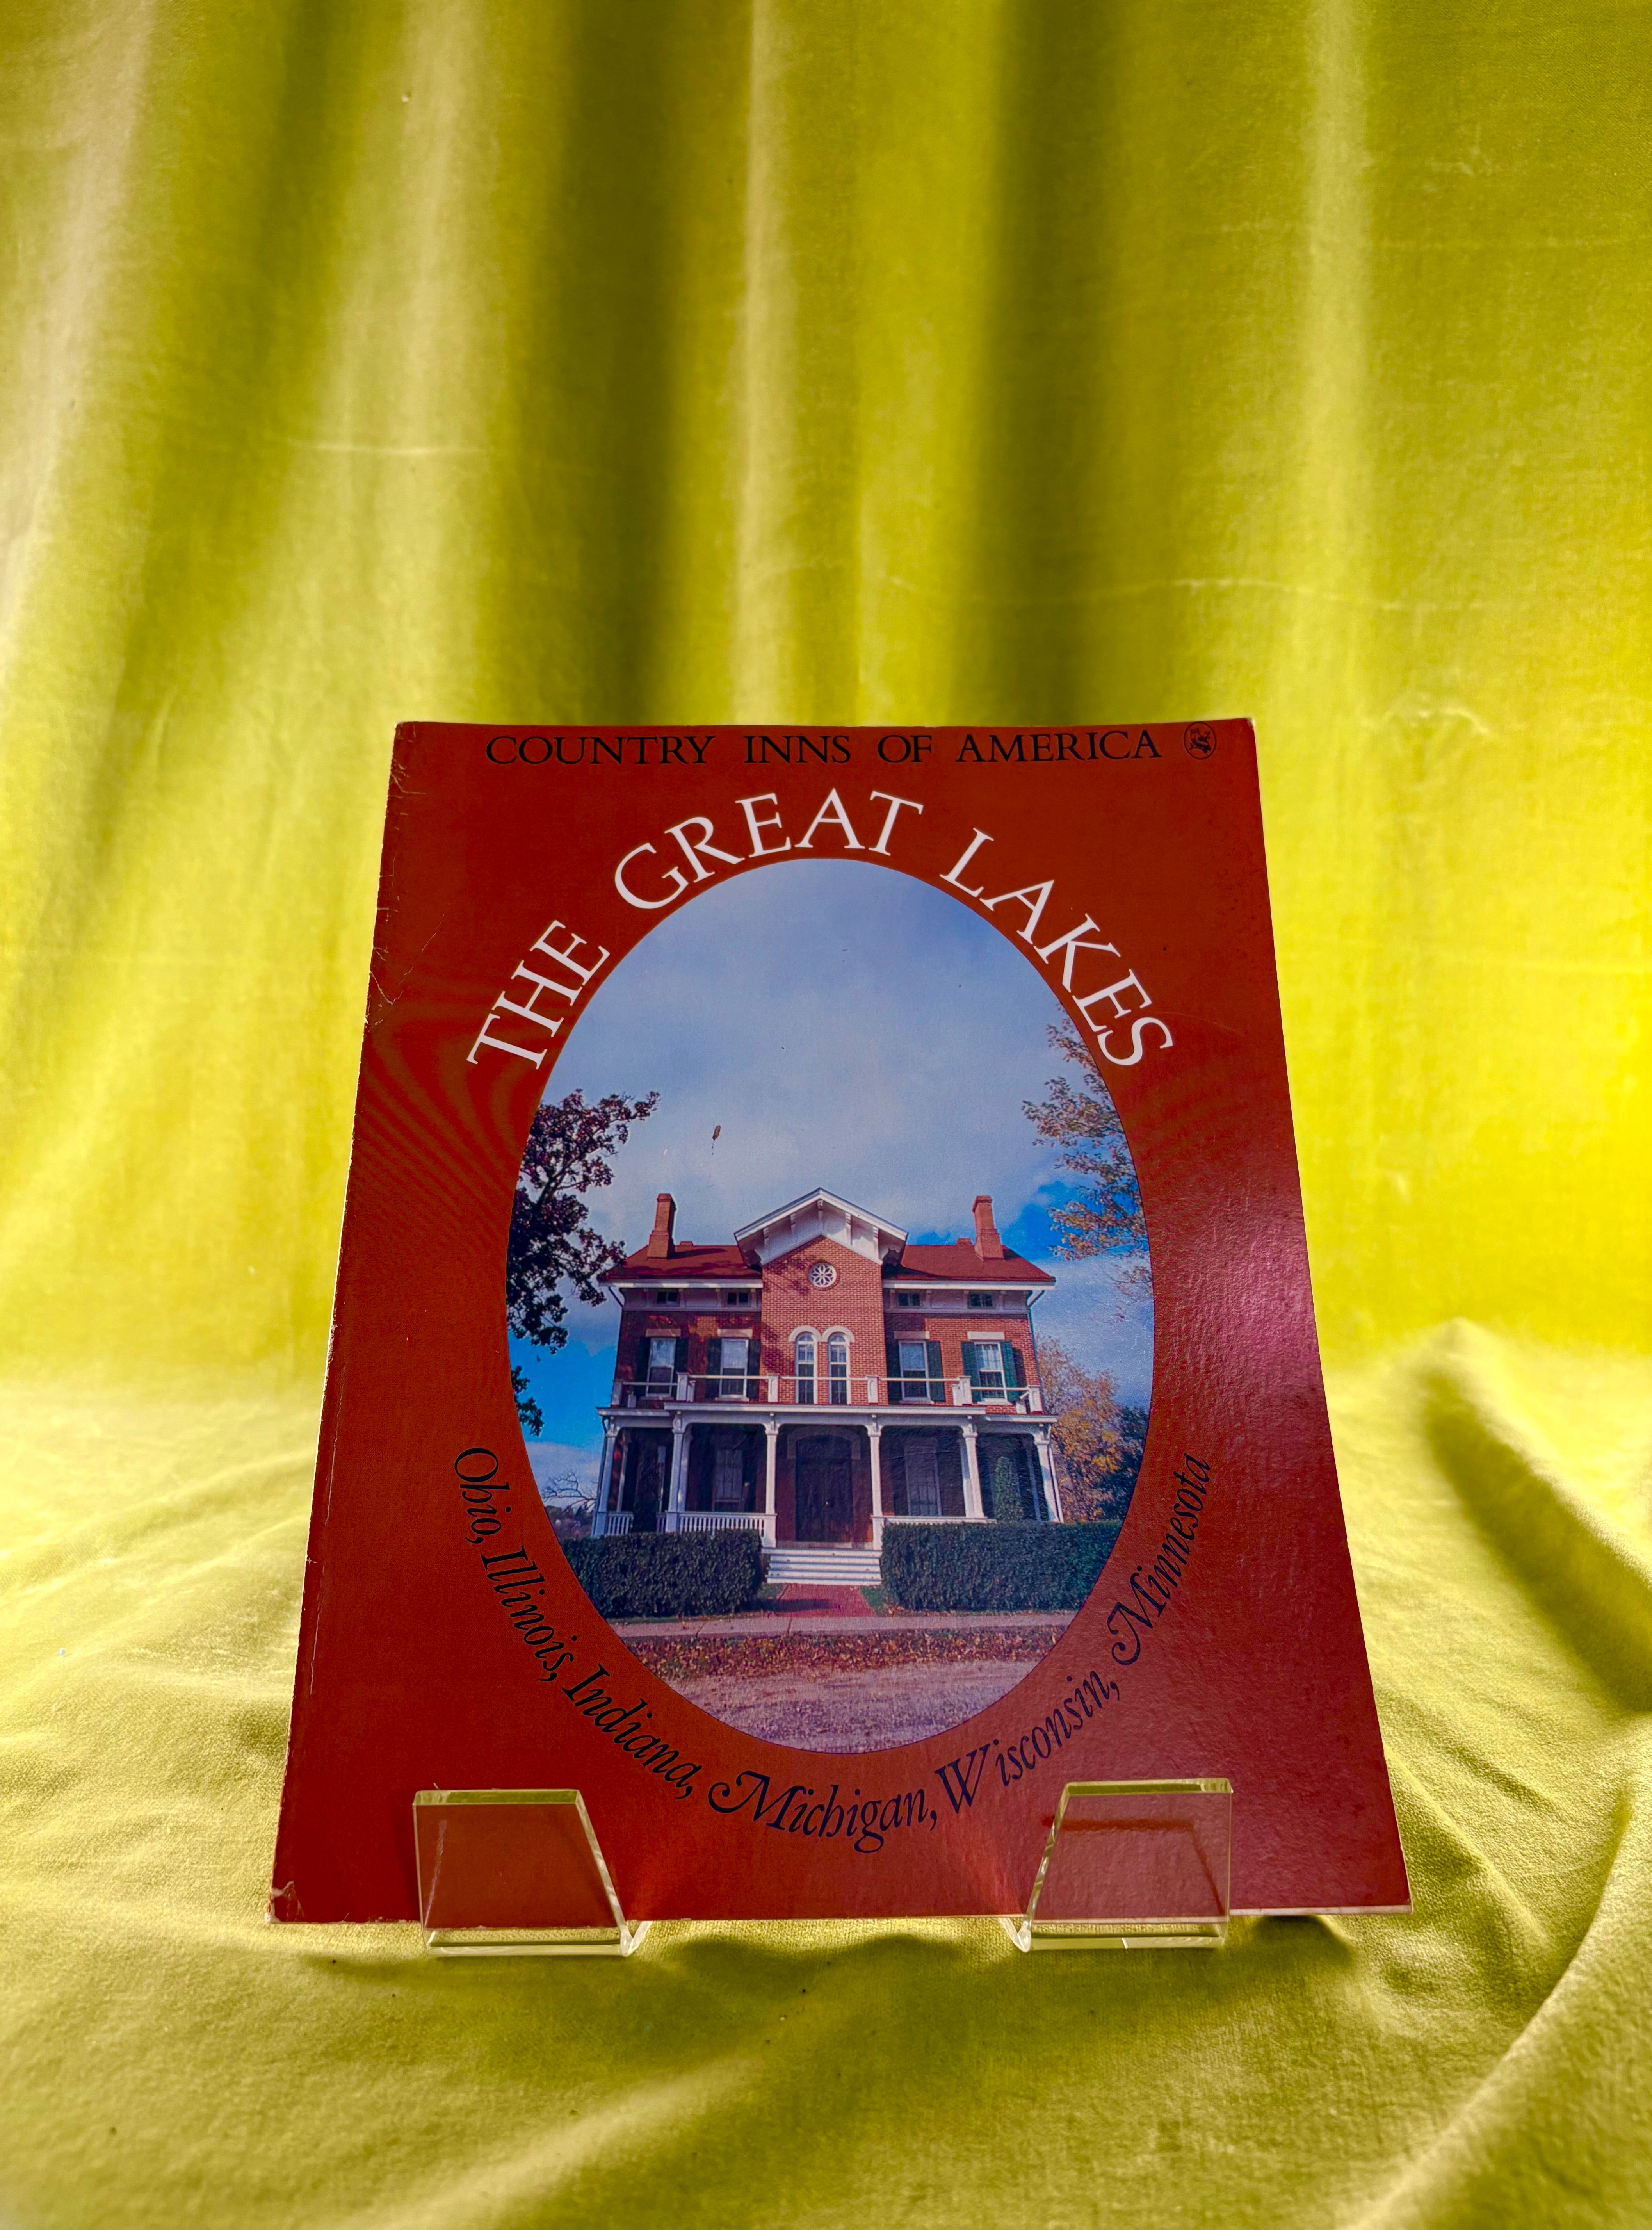 COUNTRY INNS OF AMERICA
THE GREAT LAKES
Ohio, Illinois, Indiana, Michigan, Wisconsin, Minnesota